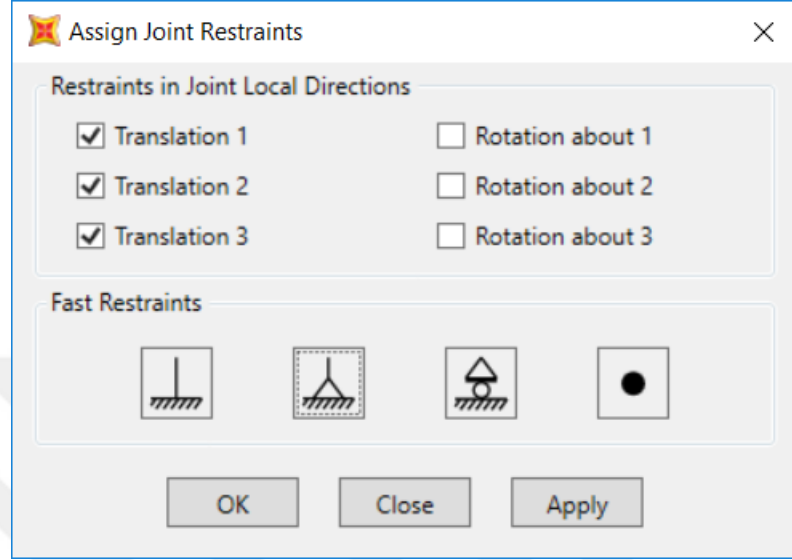 Assign Joint Restraints
Restraints in Joint Local Directions
Translation 1 Rotation about 1
Translation 2 Rotation about 2
Translation 3 Rotation about 3
Fast Restraints
OK Close Apply